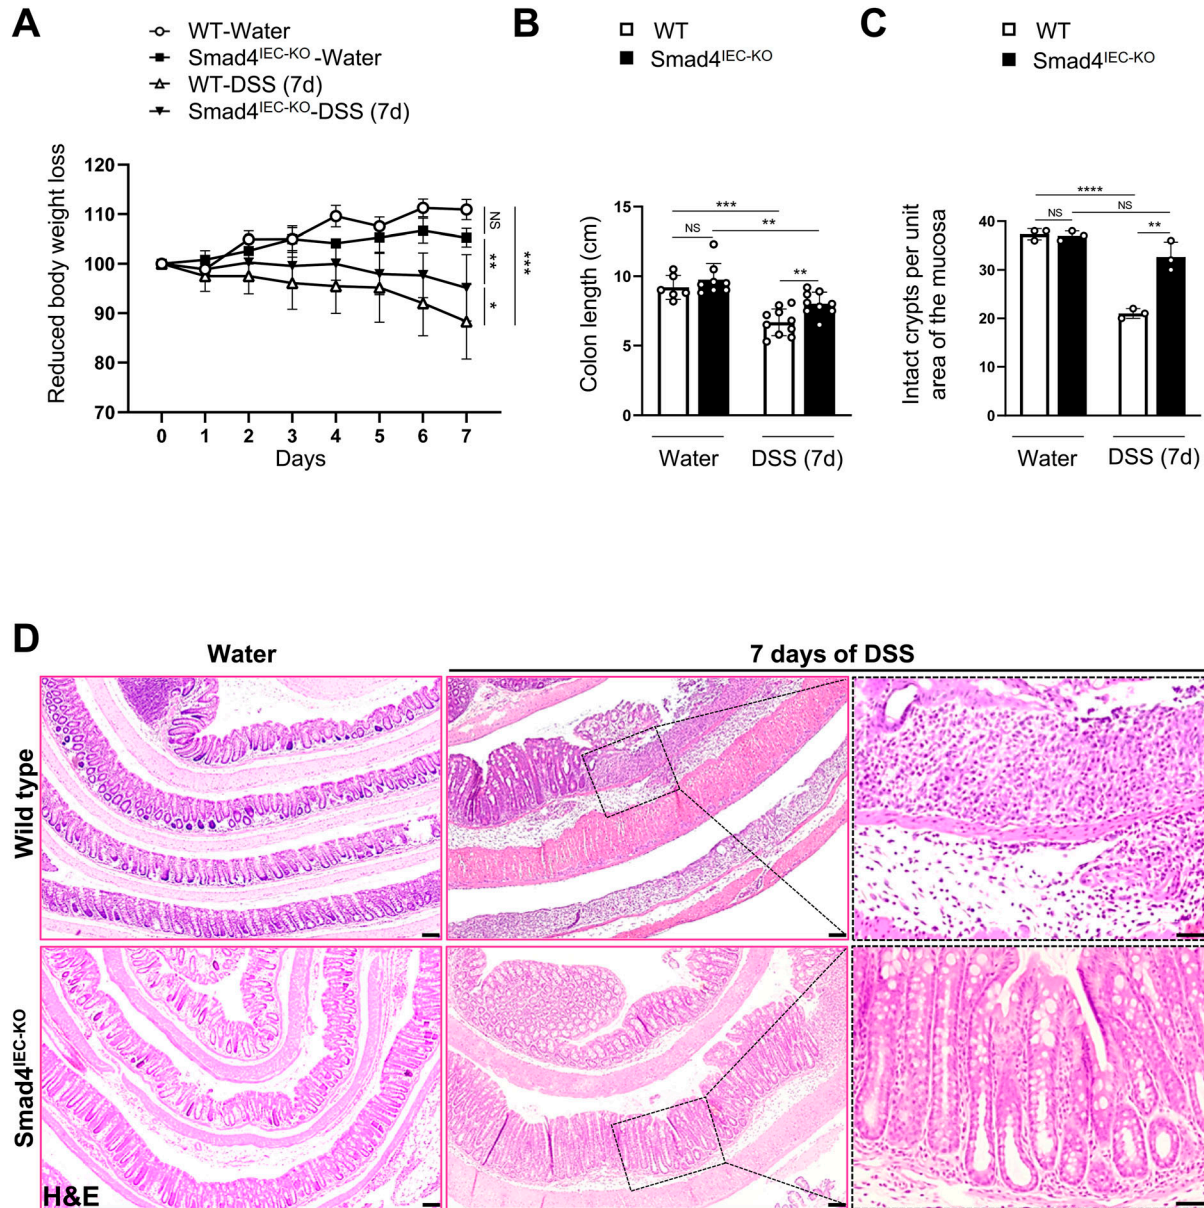 A
WT-Water
Smad4IEC-KO-Water
WT-DSS (7d)
Smad4IEC-KO-DSS (7d)
Reduced body weight loss
120
110
100
90
80
70
0 1 2 3 4 5 6 7
Days
NS
**
*
***
B
WT
Smad4IEC-KO
Colon length (cm)
15
10
5
0
***
NS
**
**
Water
DSS (7d)
C
WT
Smad4IEC-KO
Intact crypts per unit
area of the mucosa
40
30
20
10
0
****
NS
NS
**
Water
DSS (7d)
D
Water
7 days of DSS
Wild type
Smad4IEC-KO
H&E